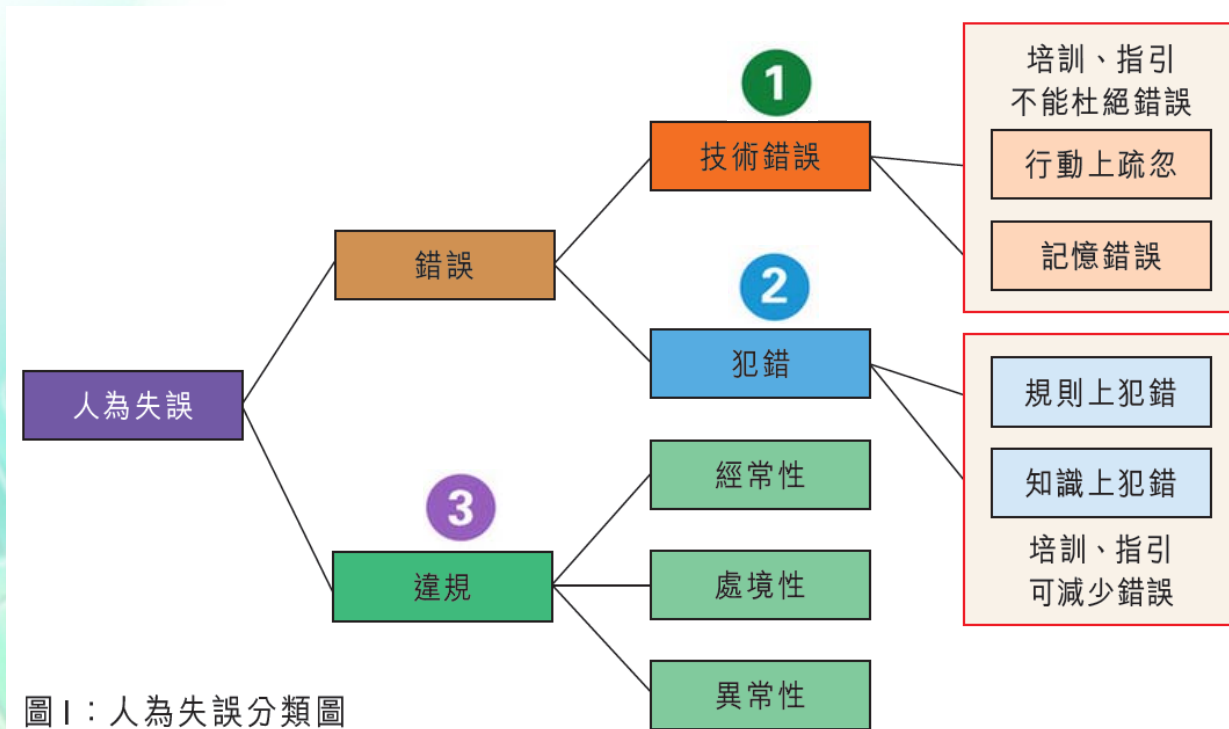 1
技術錯誤
培訓、指引
不能杜絕錯誤
行動上疏忽
記憶錯誤
錯誤
2
犯錯
規則上犯錯
知識上犯錯
培訓、指引
可減少錯誤
人為失誤
3
違規
經常性
處境性
異常性
圖1：人為失誤分類圖